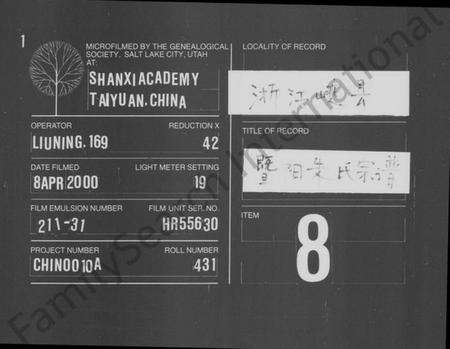 1
MICROFILMED BY THE GENEALOGICAL
SOCIETY, SALT LAKE CITY, UTAH
AT:
SHANXI ACADEMY
TAIYUAN. CHINA
OPERATOR REDUCTION X
LIUNING. 169 42
DATE FILMED LIGHT METER SETTING
8APR 2000 19
FILM EMULSION NUMBER FILM UNIT SER. NO.
211-31 HR55630
PROJECT NUMBER ROLL NUMBER
CHIN0010A 431
LOCALITY OF RECORD
浙江嵊县
TITLE OF RECORD
暨阳 氏宗谱
ITEM
8
FamilySearch International